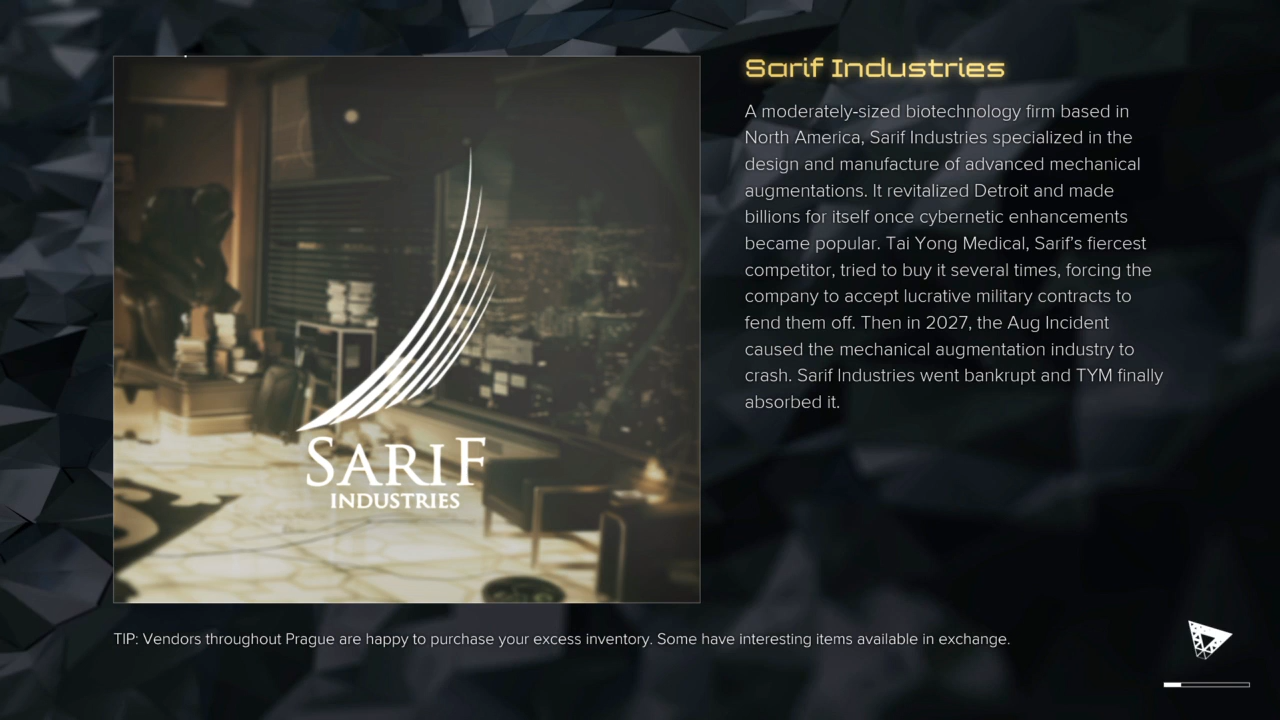 Sarif Industries
A moderately-sized biotechnology firm based in
North America, Sarif Industries specialized in the
design and manufacture of advanced mechanical
augmentations. It revitalized Detroit and made
billions for itself once cybernetic enhancements
became popular. Tai Yong Medical, Sarif's fiercest
competitor, tried to buy it several times, forcing the
company to accept lucrative military contracts to
fend them off. Then in 2027, the Aug Incident
caused the mechanical augmentation industry to
crash. Sarif Industries went bankrupt and TYM finally
absorbed it.
SARIF
INDUSTRIES
TIP: Vendors throughout Prague are happy to purchase your excess inventory. Some have interesting items available in exchange.